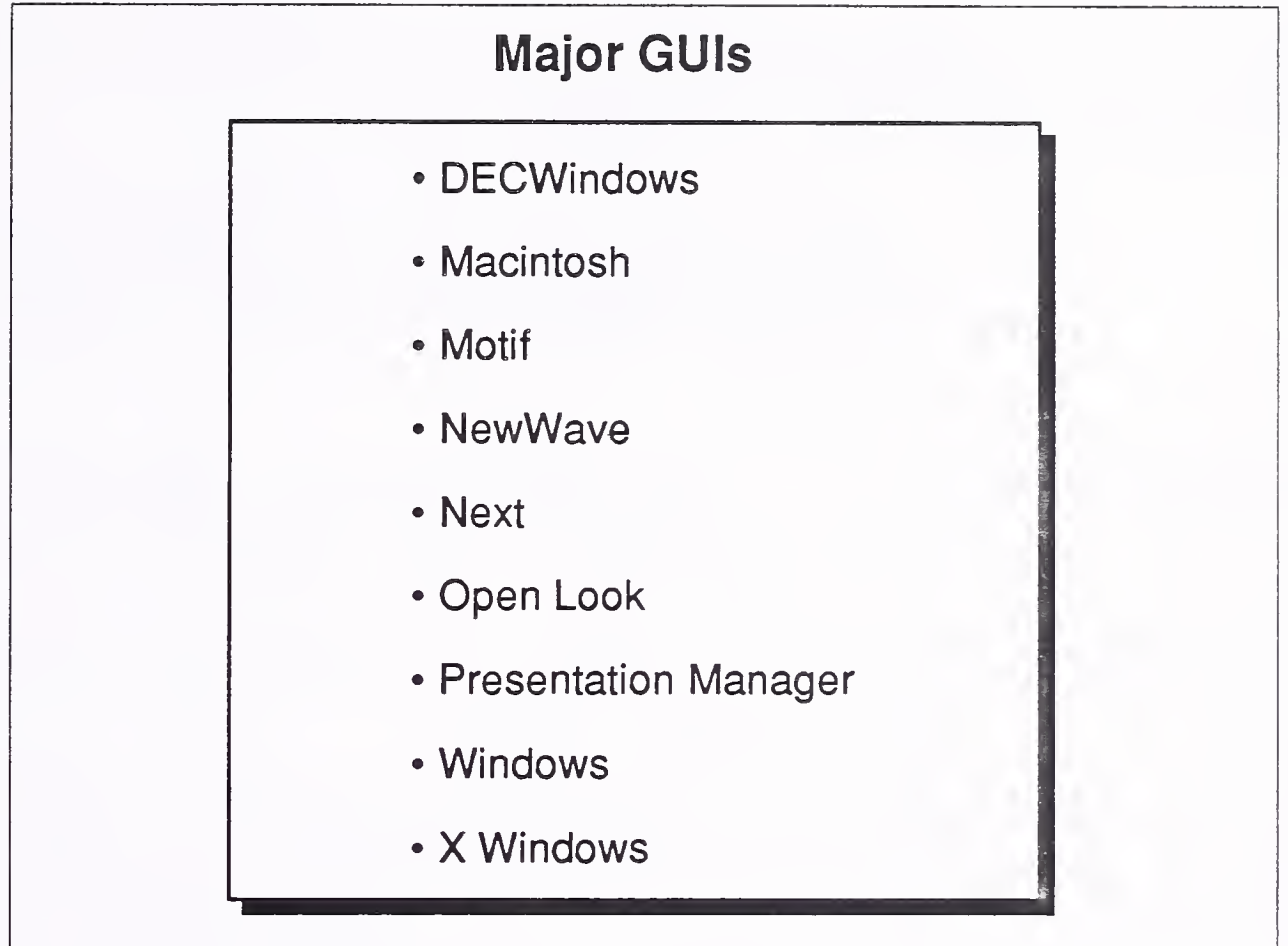 Major GUIs
• DECWindows
• Macintosh
• Motif
• NewWave
• Next
• Open Look
• Presentation Manager
• Windows
• X Windows